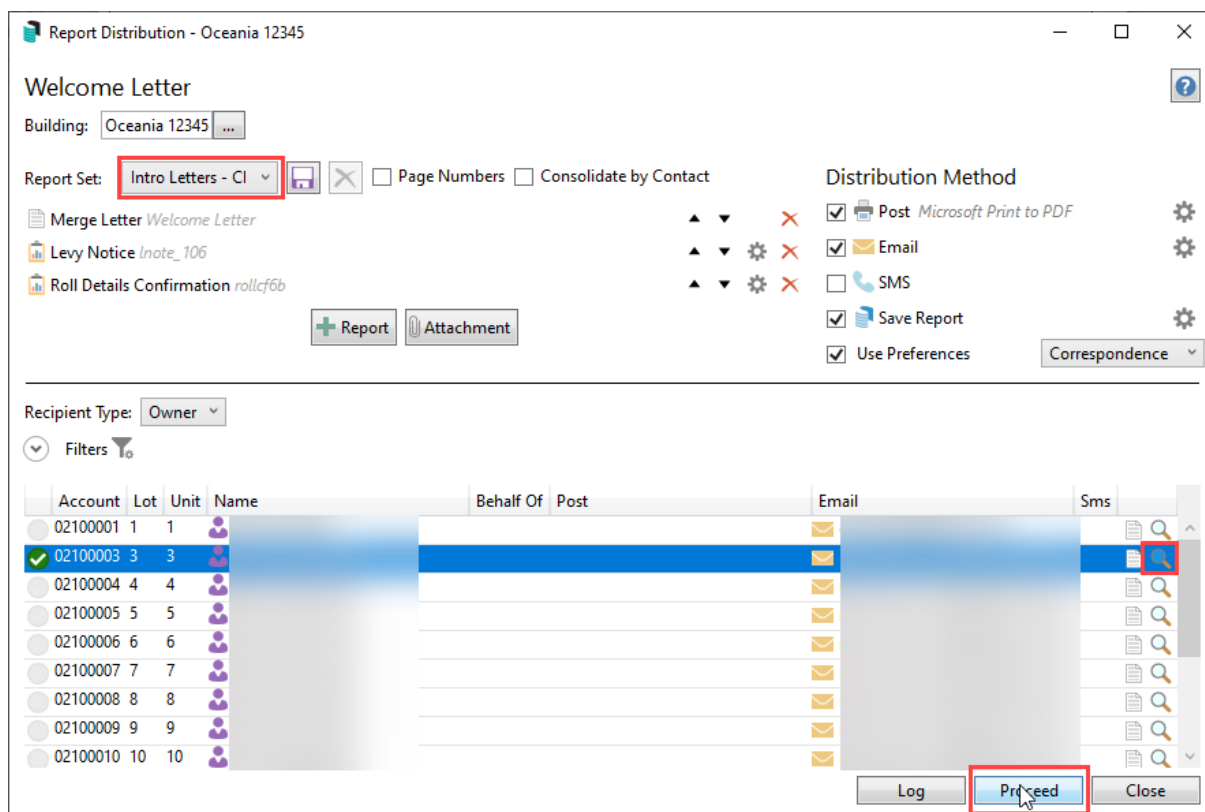 Report Distribution - Oceania 12345
Welcome Letter
Building: Oceania 12345 ...
Report Set: Intro Letters - Cl Page Numbers Consolidate by Contact
Distribution Method
Merge Letter Welcome Letter
Post Microsoft Print to PDF
Levy Notice lnote_106
Email
Roll Details Confirmation rollcf6b
SMS
Report Attachment
Save Report
Use Preferences Correspondence
Recipient Type: Owner
Filters
Account Lot Unit Name Behalf Of Post Email Sms
02100001 1 1
02100003 3 3
02100004 4 4
02100005 5 5
02100006 6 6
02100007 7 7
02100008 8 8
02100009 9 9
02100010 10 10
Log Proceed Close